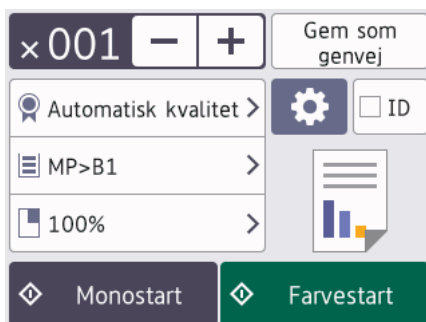 ×001 − +
Gem som
genvej
Automatisk kvalitet >
ID
MP>B1 >
100% >
Monostart
Farvestart